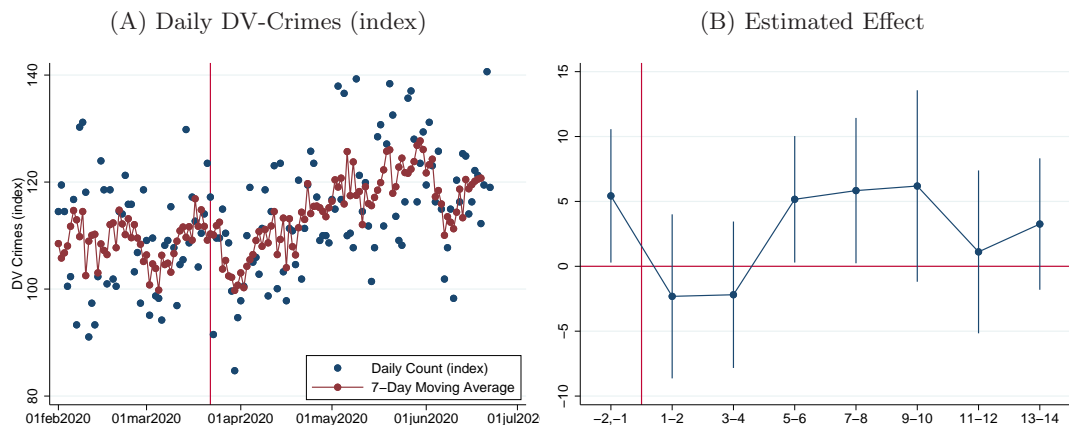 (A) Daily DV-Crimes (index)
(B) Estimated Effect
DV Crimes (index)
140
120
100
80
Daily Count (index)
7−Day Moving Average
01feb2020 01mar2020 01apr2020 01may2020 01jun2020 01jul202
15
10
5
0
−5
−10
−2,−1 1−2 3−4 5−6 7−8 9−10 11−12 13−14